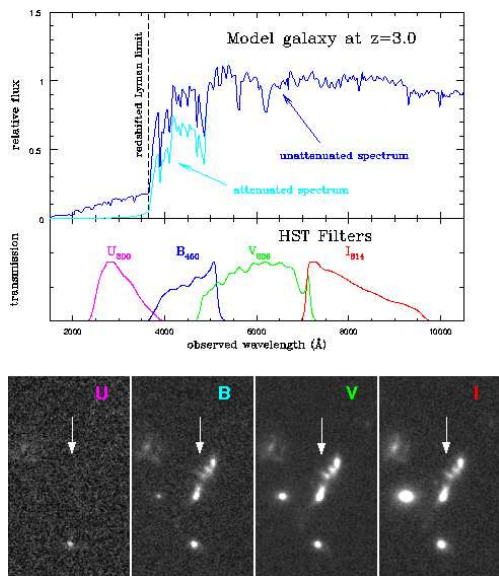 Model galaxy at z=3.0
redshifted Lyman limit
relative flux
1.5
1
0.5
0
unattenuated spectrum
attenuated spectrum
HST Filters
transmission
U300
B450
V606
I814
2000 4000 6000 8000 10000
observed wavelength (Å)
U B V I